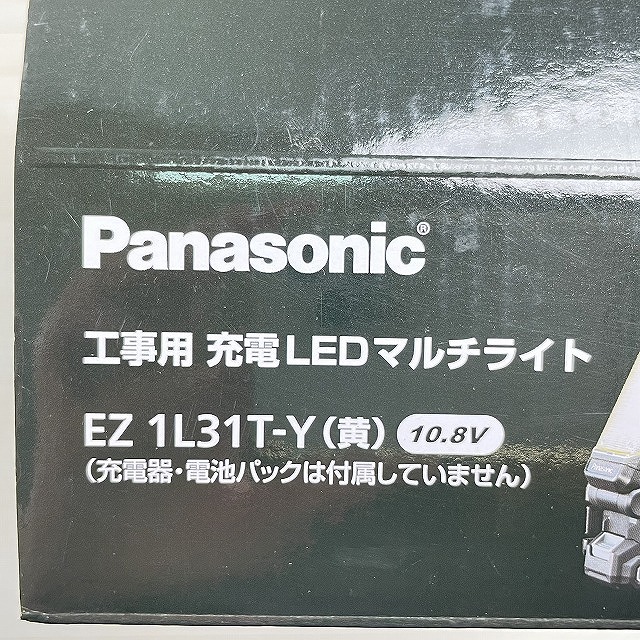 Panasonic®
工事用 充電LEDマルチライト
EZ 1L31T-Y(黄) 10.8V
(充電器・電池パックは付属していません)
Panasonic